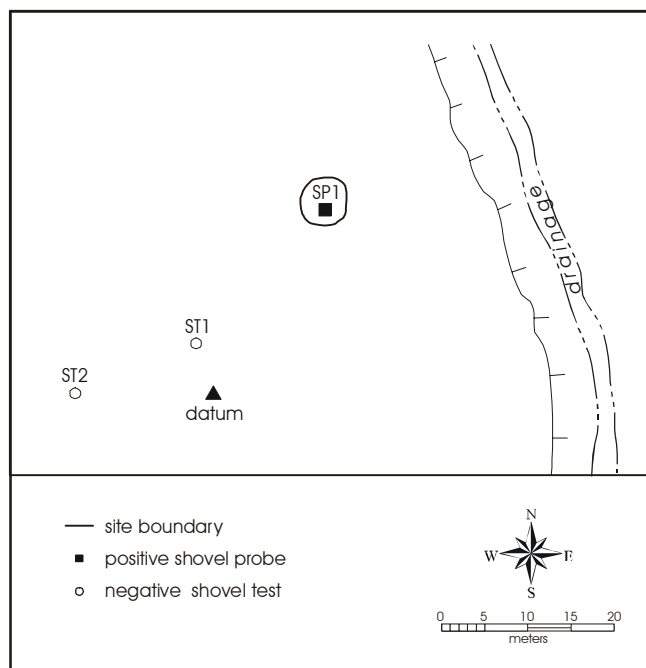 SP1
drainage
ST1
ST2
datum
site boundary
positive shovel probe
negative shovel test
N
W E
S
0 5 10 15 20
meters